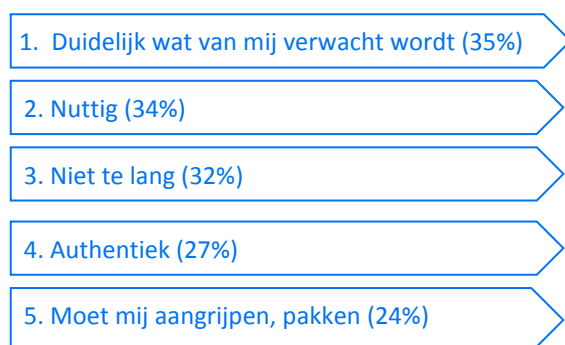 1. Duidelijk wat van mij verwacht wordt (35%)
2. Nuttig (34%)
3. Niet te lang (32%)
4. Authentiek (27%)
5. Moet mij aangrijpen, pakken (24%)